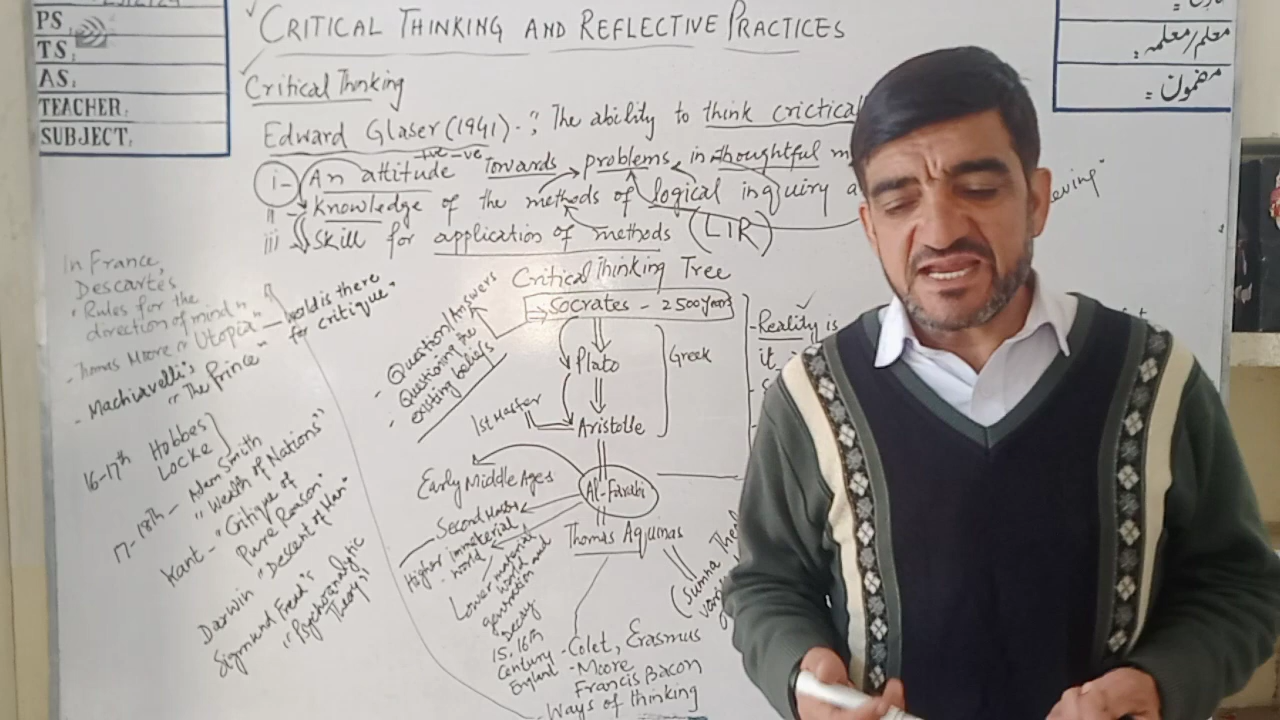 PS:
TS:
AS:
TEACHER:
SUBJECT:
معلم/معلمہ:
مضمون:
CRITICAL THINKING AND REFLECTIVE PRACTICES
Critical Thinking
Edward Glaser (1941)- "The ability to think crictical
+ve -ve
i- An attitude towards problems in thoughtful m
ii- Knowledge of the methods of logical inquiry a
iii Skill for application of methods (LIR)
Critical Thinking Tree
Socrates - 2500 years
Plato
Greek
1st Master
Aristotle
- Question/Answers
- Questioning the
existing beliefs
- Reality is
it
Early Middle Ages
Al-Farabi
Second Master
Higher immaterial
world
Lower material
world and
generation
Decay
Thomas Aquinas
(Summa
15, 16th
Century
England
- Colet, Erasmus
- Moore
Francis Bacon
Ways of thinking
In France,
Descartes
"Rules for the
direction of mind"
- Thomas Moore "Utopia"
- Machiavelli's
"The Prince"
world is there
for critique"
16-17th Hobbes
Locke
17-18th - Adam Smith
"Wealth of Nations"
Kant - "Critique of
Pure Reason"
Darwin "Descent of Man"
Sigmund Freud's
"Psychoanalytic
Theory"